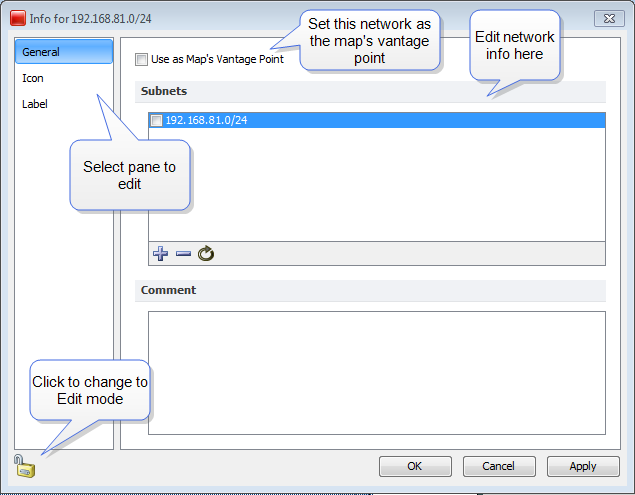 Info for 192.168.81.0/24
General
Icon
Label
Use as Map's Vantage Point
Set this network as
the map's vantage
point
Edit network
info here
Subnets
192.168.81.0/24
Select pane to
edit
Comment
Click to change to
Edit mode
OK
Cancel
Apply